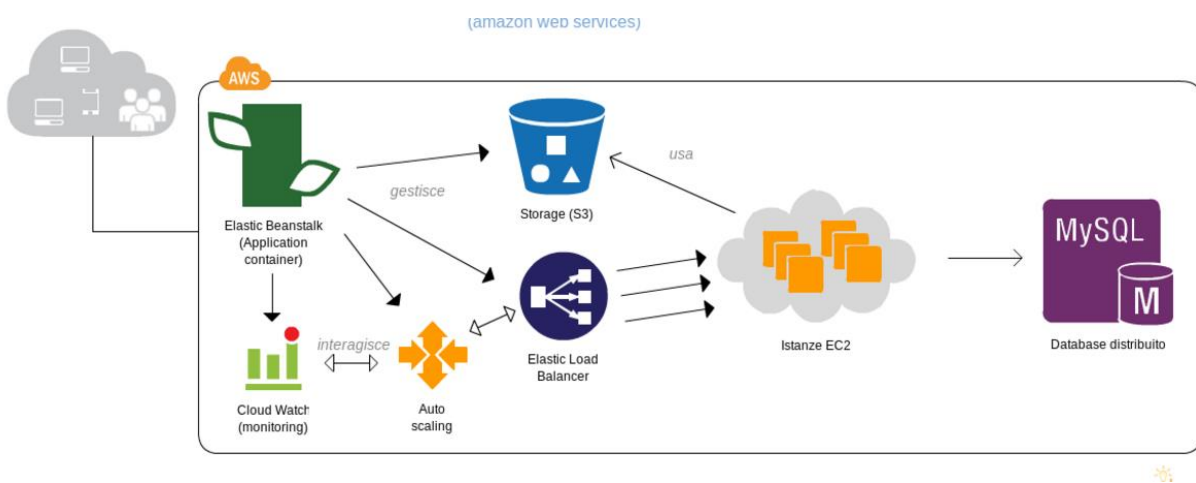 (amazon web services)
AWS
usa
gestisce
Storage (S3)
Elastic Beanstalk
(Application
container)
MySQL
M
interagisce
Elastic Load
Balancer
Istanze EC2
Database distribuito
Cloud Watch
(monitoring)
Auto
scaling